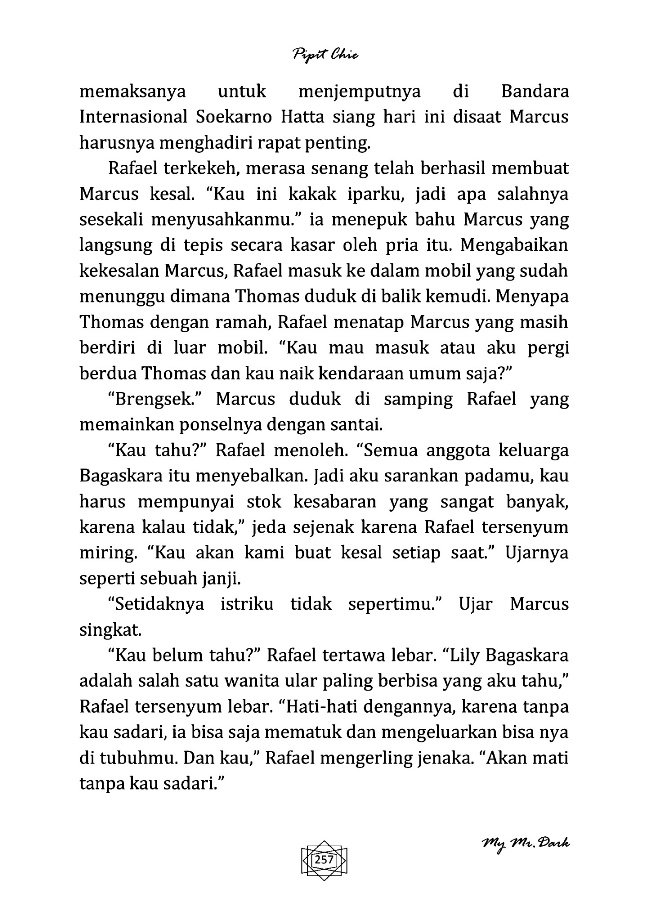 Pipit Chie
memaksanya untuk menjemputnya di Bandara
Internasional Soekarno Hatta siang hari ini disaat Marcus
harusnya menghadiri rapat penting.
Rafael terkekeh, merasa senang telah berhasil membuat
Marcus kesal. “Kau ini kakak iparku, jadi apa salahnya
sesekali menyusahkanmu.” ia menepuk bahu Marcus yang
langsung di tepis secara kasar oleh pria itu. Mengabaikan
kekesalan Marcus, Rafael masuk ke dalam mobil yang sudah
menunggu dimana Thomas duduk di balik kemudi. Menyapa
Thomas dengan ramah, Rafael menatap Marcus yang masih
berdiri di luar mobil. “Kau mau masuk atau aku pergi
berdua Thomas dan kau naik kendaraan umum saja?”
“Brengsek.” Marcus duduk di samping Rafael yang
memainkan ponselnya dengan santai.
“Kau tahu?” Rafael menoleh. “Semua anggota keluarga
Bagaskara itu menyebalkan. Jadi aku sarankan padamu, kau
harus mempunyai stok kesabaran yang sangat banyak,
karena kalau tidak,” jeda sejenak karena Rafael tersenyum
miring. “Kau akan kami buat kesal setiap saat.” Ujarnya
seperti sebuah janji.
“Setidaknya istriku tidak sepertimu.” Ujar Marcus
singkat.
“Kau belum tahu?” Rafael tertawa lebar. “Lily Bagaskara
adalah salah satu wanita ular paling berbisa yang aku tahu,”
Rafael tersenyum lebar. “Hati-hati dengannya, karena tanpa
kau sadari, ia bisa saja mematuk dan mengeluarkan bisa nya
di tubuhmu. Dan kau,” Rafael mengerling jenaka. “Akan mati
tanpa kau sadari.”
My Mr. Dark
257